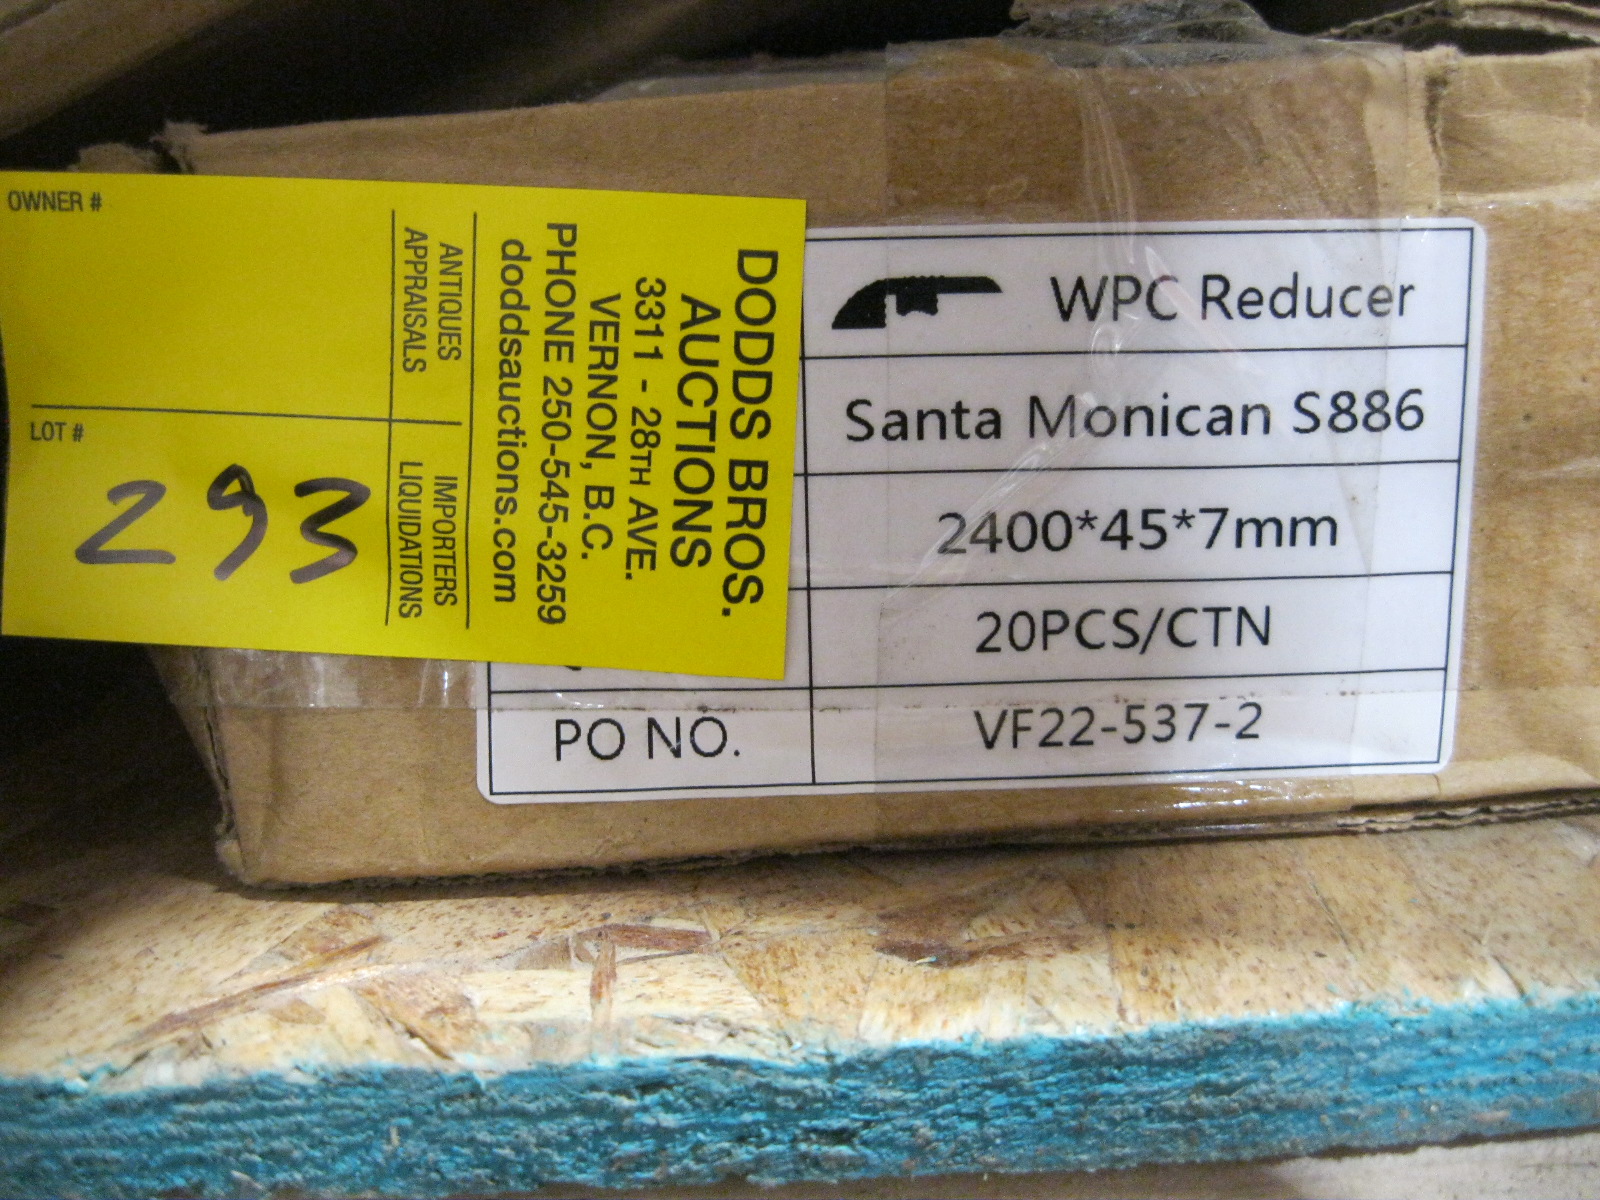 OWNER #
ANTIQUES
APPRAISALS
LOT #
293
IMPORTERS
LIQUIDATIONS
DODDS BROS.
AUCTIONS
3311 - 28TH AVE.
VERNON, B.C.
PHONE 250-545-3259
doddsauctions.com
WPC Reducer
Santa Monican S886
2400*45*7mm
20PCS/CTN
PO NO. VF22-537-2